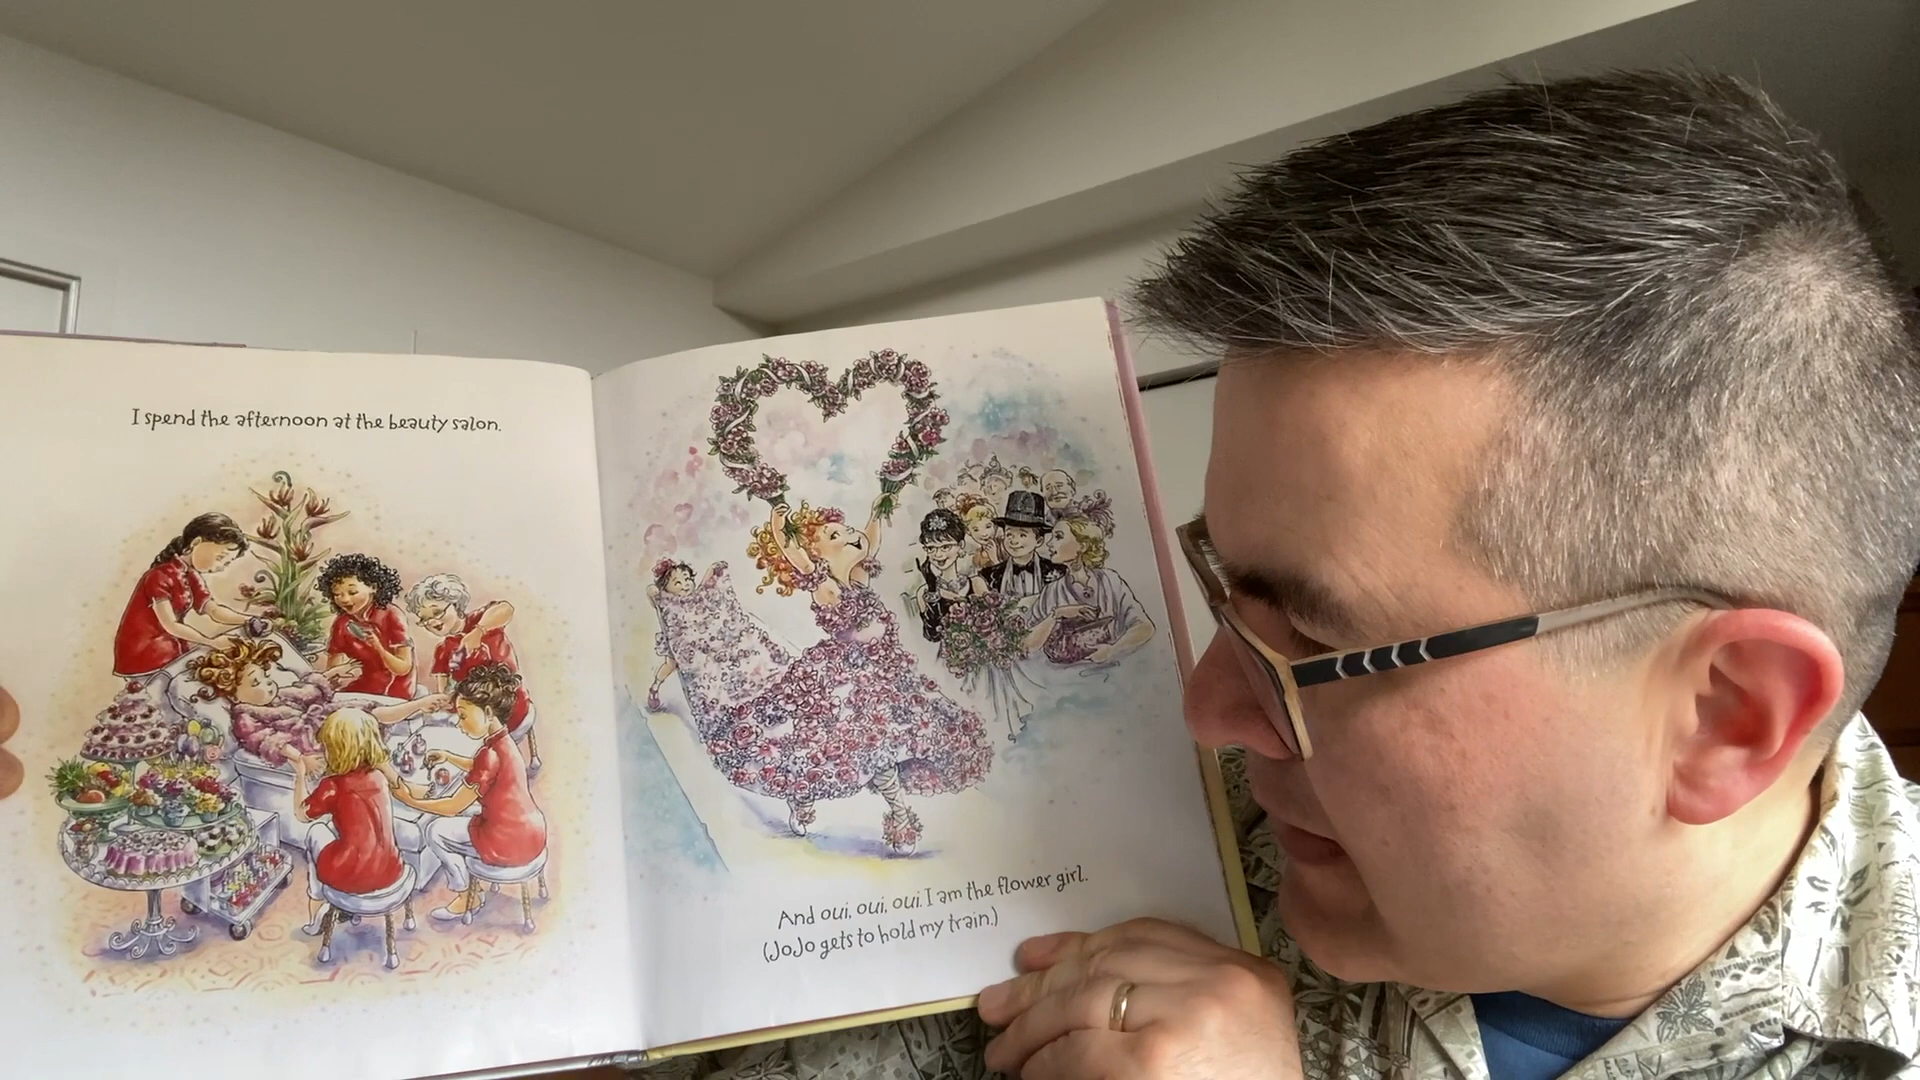 I spend the afternoon at the beauty salon.
And oui, oui, oui. I am the flower girl.
(JoJo gets to hold my train.)